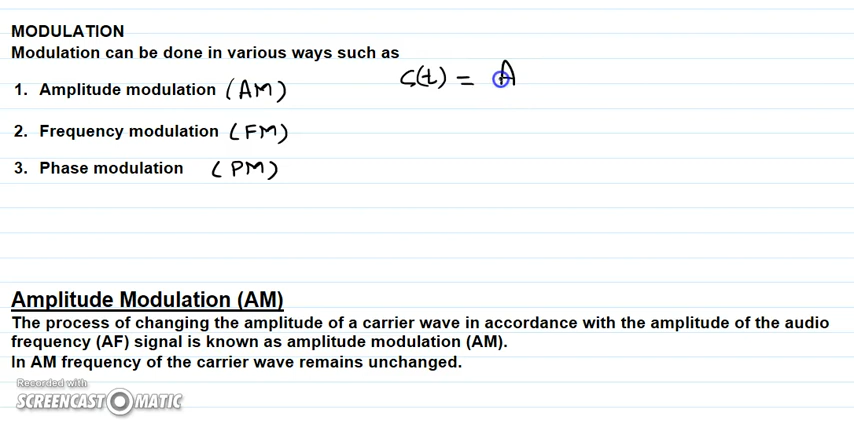 MODULATION
Modulation can be done in various ways such as
1. Amplitude modulation (AM)
c(t) = A
2. Frequency modulation (FM)
3. Phase modulation (PM)
Amplitude Modulation (AM)
The process of changing the amplitude of a carrier wave in accordance with the amplitude of the audio
frequency (AF) signal is known as amplitude modulation (AM).
In AM frequency of the carrier wave remains unchanged.
Recorded with
SCREENCAST O MATIC